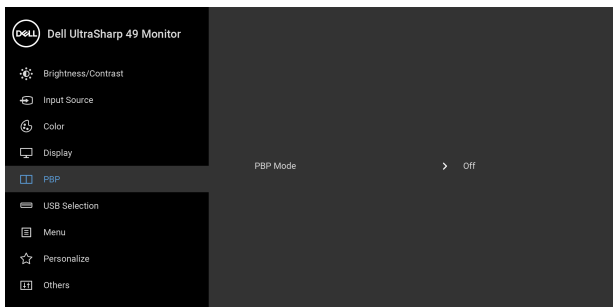 DELL
Dell UltraSharp 49 Monitor
Brightness/Contrast
Input Source
Color
Display
PBP
PBP Mode
Off
USB Selection
Menu
Personalize
Others